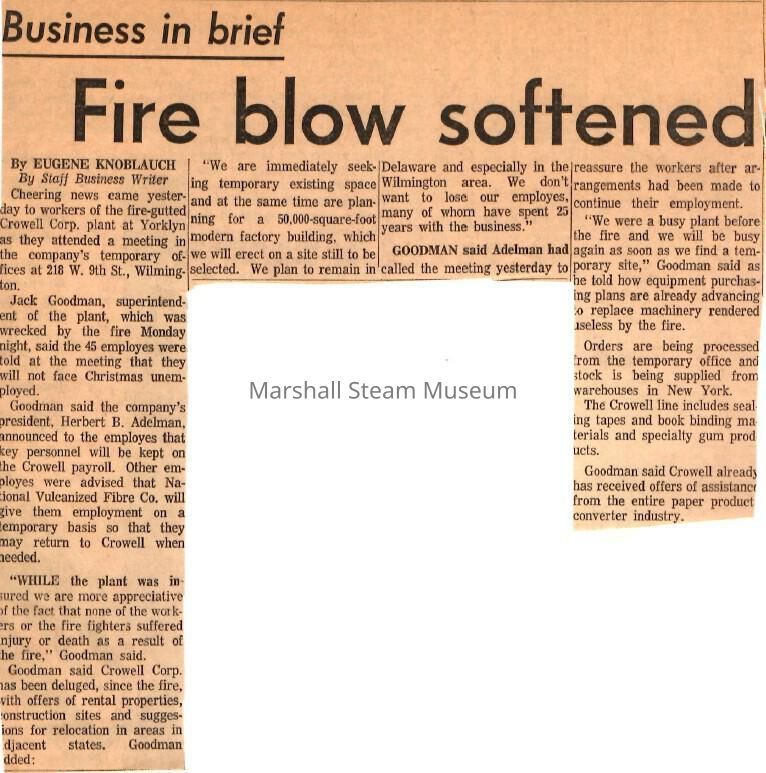 Business in brief
Fire blow softened
By EUGENE KNOBLAUCH
By Staff Business Writer
Cheering news came yester-
day to workers of the fire-gutted
Crowell Corp. plant at Yorklyn
as they attended a meeting in
the company's temporary of-
fices at 218 W. 9th St., Wilming-
ton.
Jack Goodman, superintend-
ent of the plant, which was
wrecked by the fire Monday
night, said the 45 employes were
told at the meeting that they
will not face Christmas unem-
ployed.
Goodman said the company's
president, Herbert B. Adelman,
announced to the employes that
key personnel will be kept on
the Crowell payroll. Other em-
ployes were advised that Na-
tional Vulcanized Fibre Co. will
give them employment on a
temporary basis so that they
may return to Crowell when
needed.
"WHILE the plant was in-
sured we are more appreciative
of the fact that none of the work-
ers or the fire fighters suffered
injury or death as a result of
the fire," Goodman said.
Goodman said Crowell Corp.
has been deluged, since the fire,
with offers of rental properties,
construction sites and sugges-
tions for relocation in areas in
adjacent states. Goodman
added:
"We are immediately seek-
ing temporary existing space
and at the same time are plan-
ning for a 50,000-square-foot
modern factory building, which
we will erect on a site still to be
selected. We plan to remain in
Delaware and especially in the
Wilmington area. We don't
want to lose our employes,
many of whom have spent 25
years with the business."
GOODMAN said Adelman had
called the meeting yesterday to
reassure the workers after ar-
rangements had been made to
continue their employment.
"We were a busy plant before
the fire and we will be busy
again as soon as we find a tem-
porary site," Goodman said as
he told how equipment purchas-
ing plans are already advancing
to replace machinery rendered
useless by the fire.
Orders are being processed
from the temporary office and
stock is being supplied from
warehouses in New York.
The Crowell line includes seal-
ing tapes and book binding ma-
terials and specialty gum prod
ucts.
Goodman said Crowell already
has received offers of assistance
from the entire paper product
converter industry.
Marshall Steam Museum